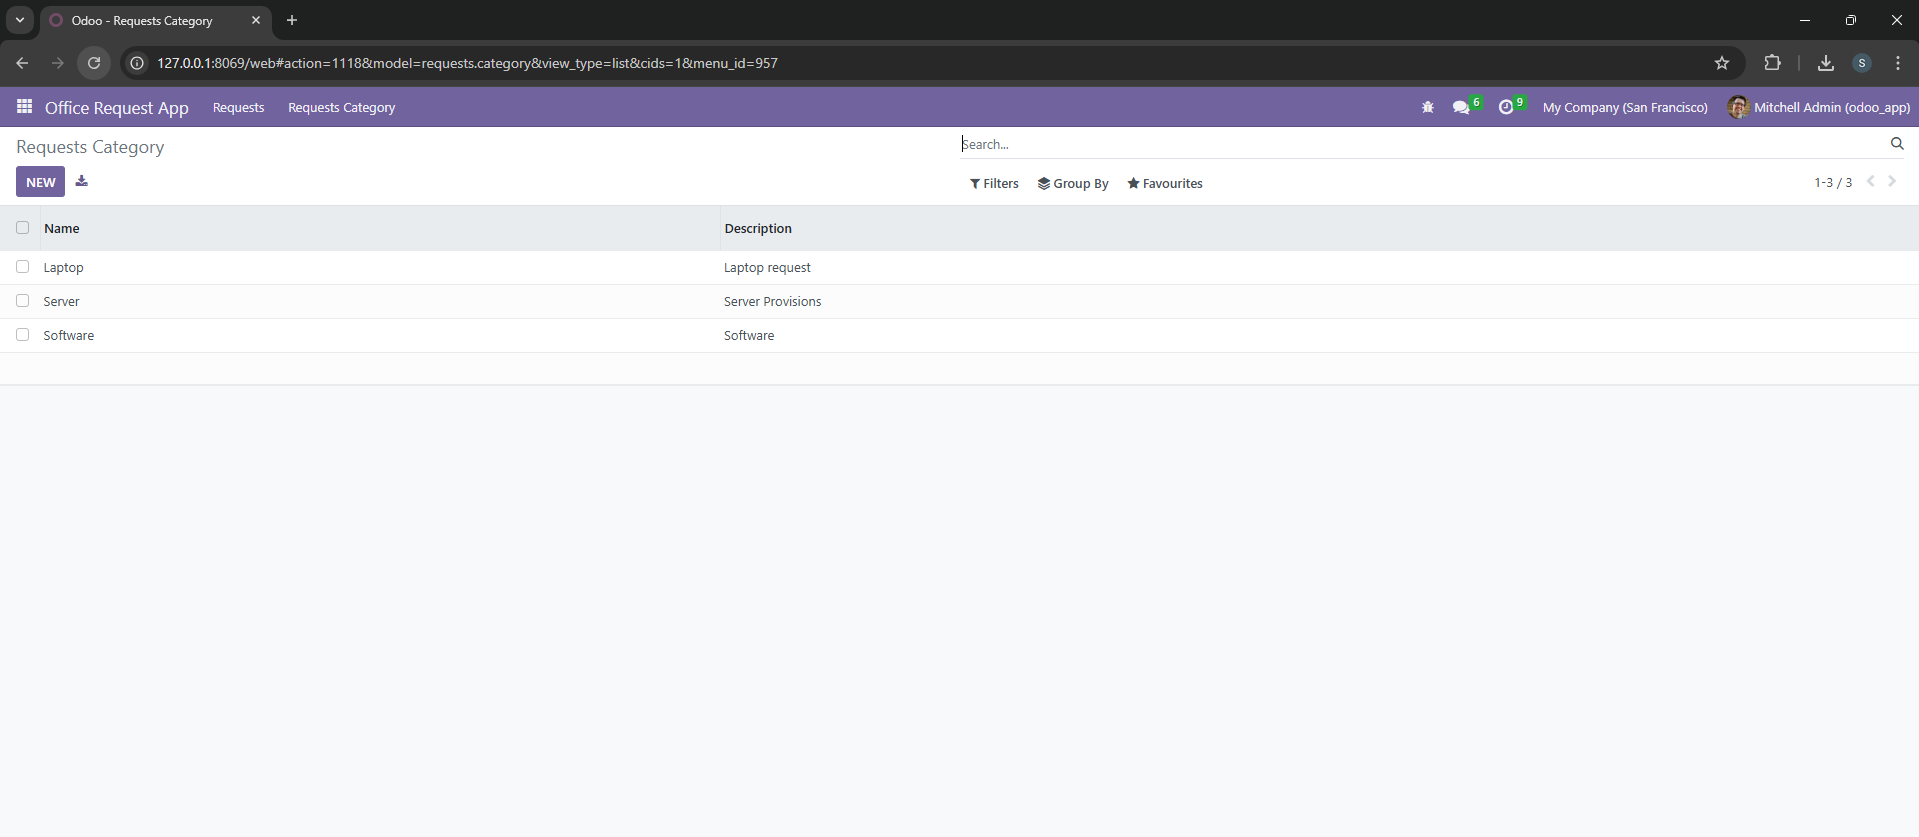 Odoo - Requests Category
127.0.0.1:8069/web#action=1118&model=requests.category&view_type=list&cids=1&menu_id=957
S
Office Request App Requests Requests Category 6 9 My Company (San Francisco) Mitchell Admin (odoo_app)
Requests Category Search...
NEW Filters Group By Favourites 1-3 / 3
Name Description
Laptop Laptop request
Server Server Provisions
Software Software